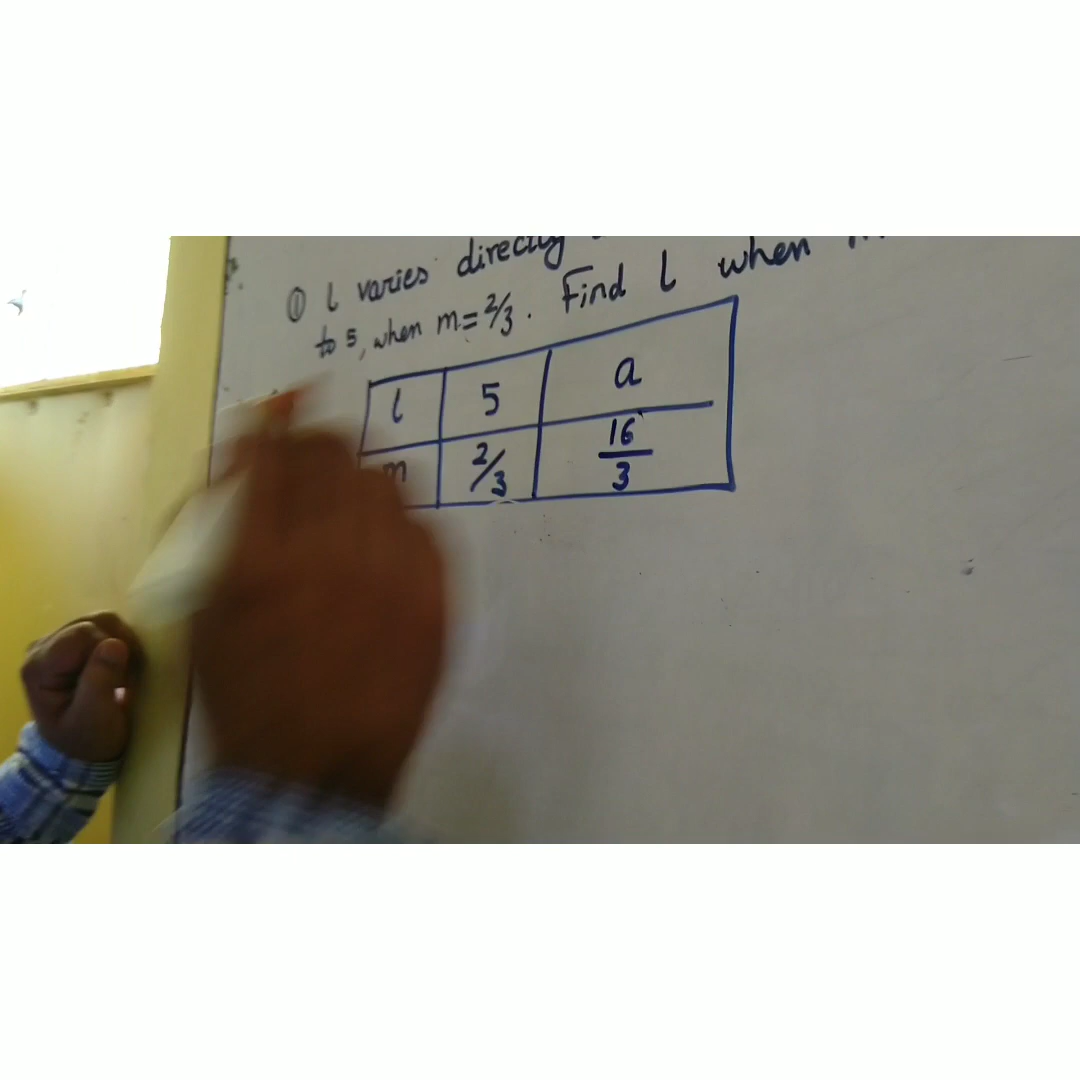 ① l varies directly
to 5, when m = 2/3. Find l when
l 5 a
m 2/3 16/3